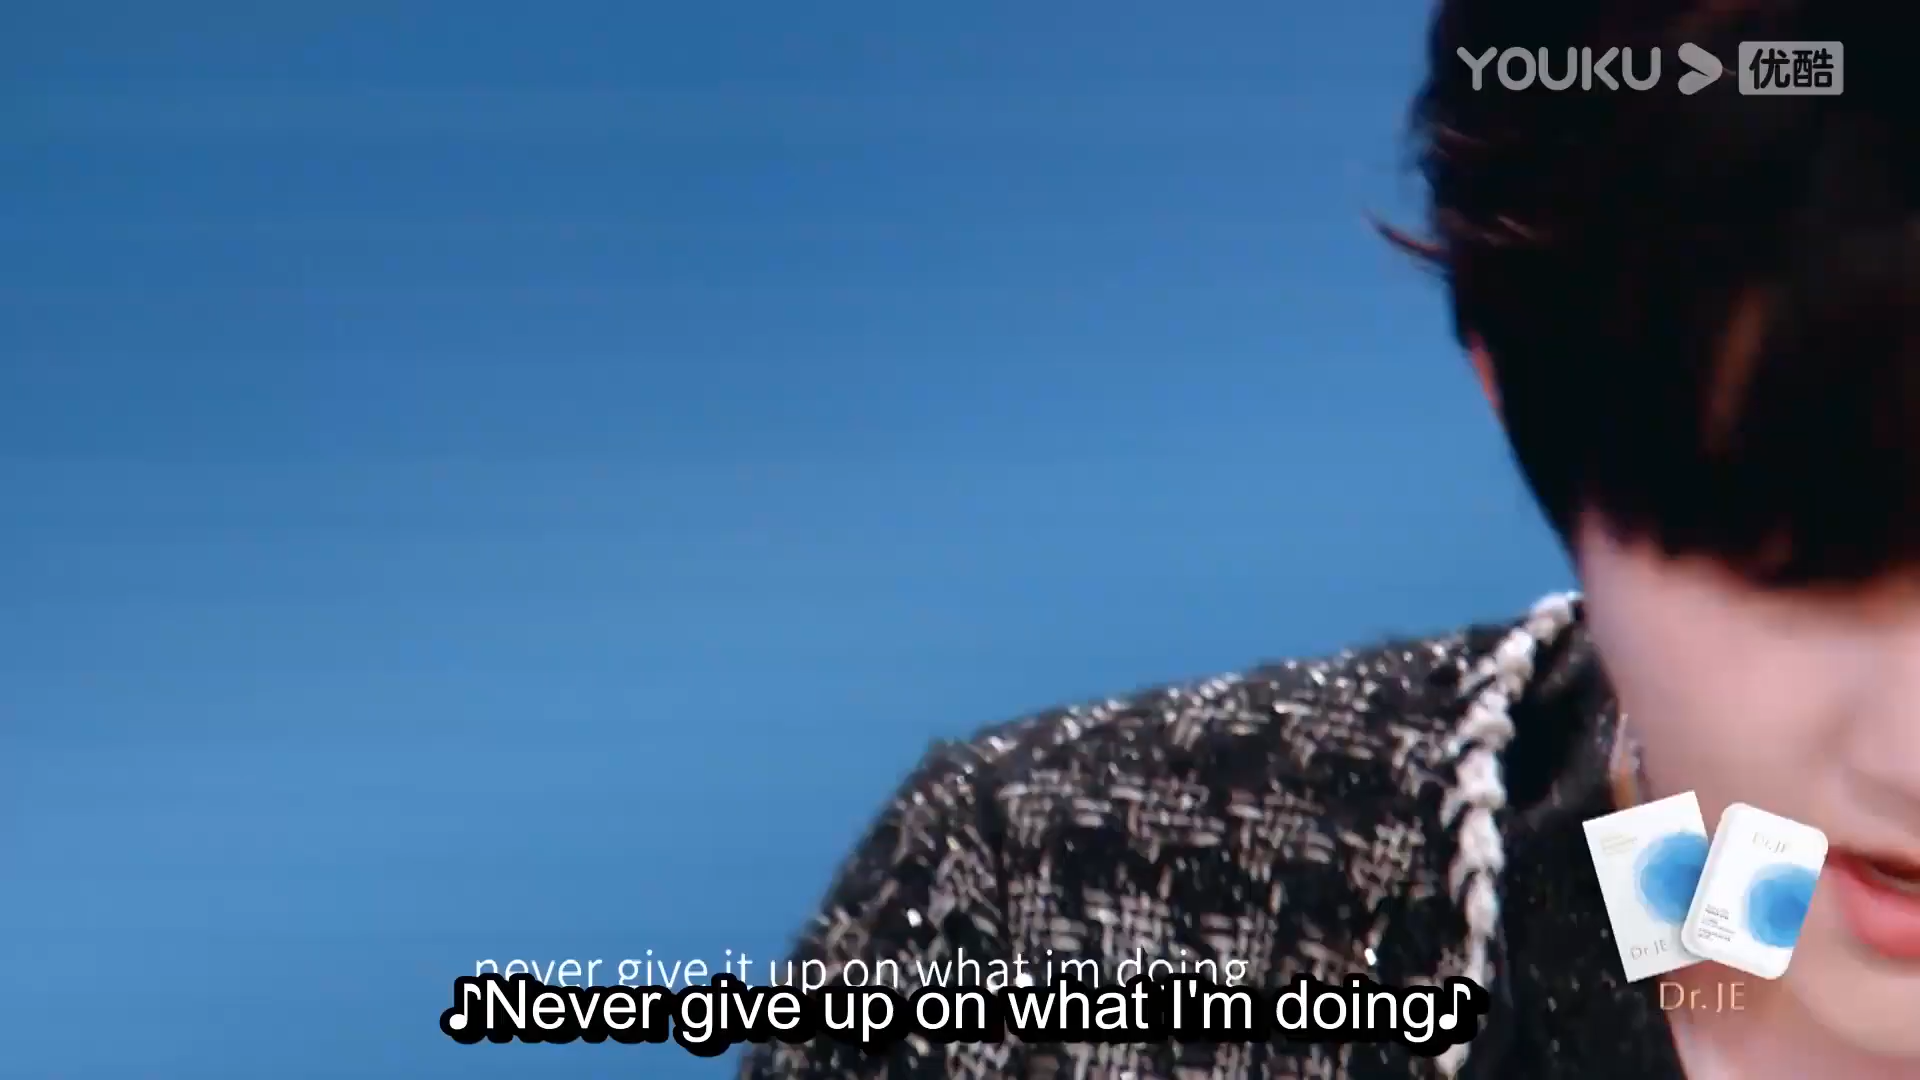 YOUKU 优酷
Dr.JE
Dr.JE
never give it up on what im doing
♪Never give up on what I'm doing♪
Dr.JE